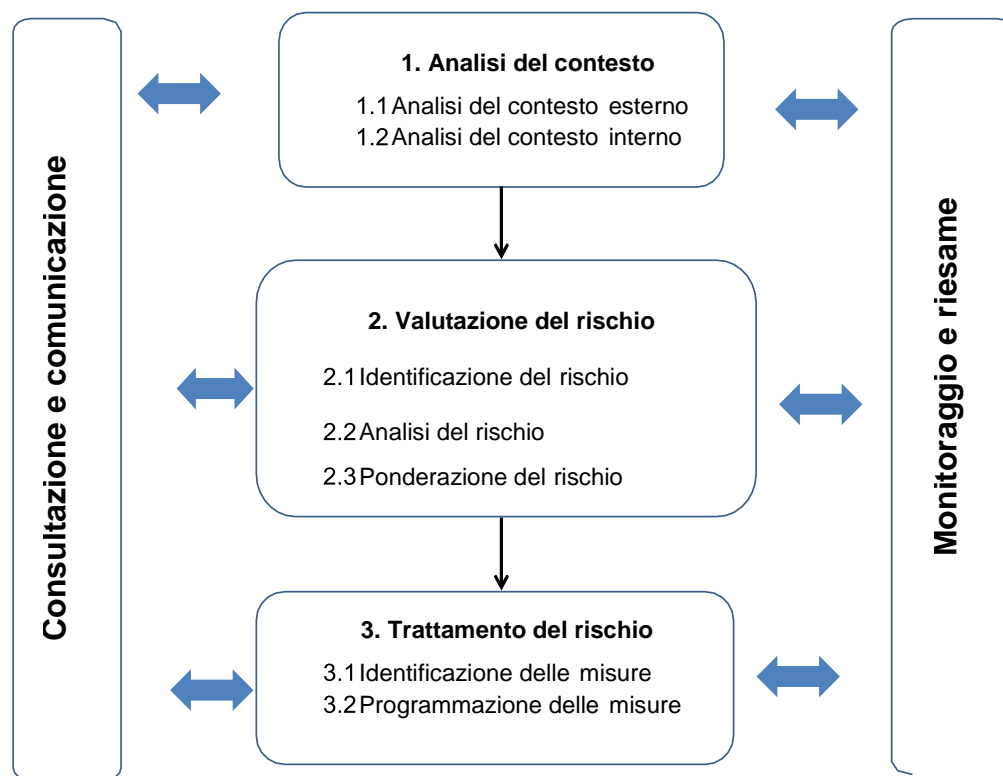 Consultazione e comunicazione
1. Analisi del contesto
1.1 Analisi del contesto esterno
1.2 Analisi del contesto interno
2. Valutazione del rischio
2.1 Identificazione del rischio
2.2 Analisi del rischio
2.3 Ponderazione del rischio
3. Trattamento del rischio
3.1 Identificazione delle misure
3.2 Programmazione delle misure
Monitoraggio e riesame